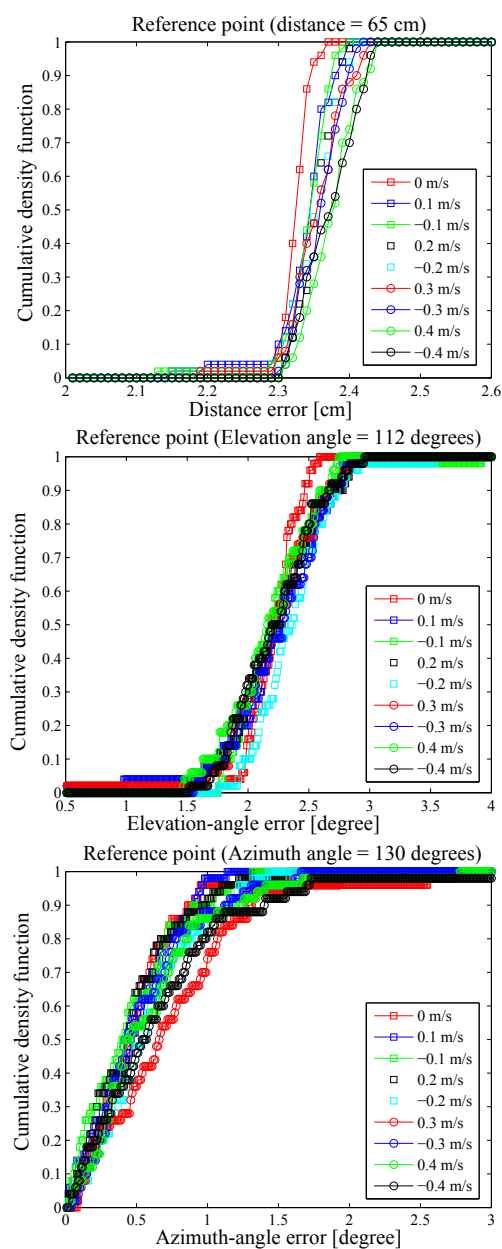 Reference point (distance = 65 cm)
1
0.9
0.8
0.7
0.6
0.5
0.4
0.3
0.2
0.1
0
Cumulative density function
0 m/s
0.1 m/s
−0.1 m/s
0.2 m/s
−0.2 m/s
0.3 m/s
−0.3 m/s
0.4 m/s
−0.4 m/s
2 2.1 2.2 2.3 2.4 2.5 2.6
Distance error [cm]
Reference point (Elevation angle = 112 degrees)
1
0.9
0.8
0.7
0.6
0.5
0.4
0.3
0.2
0.1
0
Cumulative density function
0 m/s
0.1 m/s
−0.1 m/s
0.2 m/s
−0.2 m/s
0.3 m/s
−0.3 m/s
0.4 m/s
−0.4 m/s
0.5 1 1.5 2 2.5 3 3.5 4
Elevation-angle error [degree]
Reference point (Azimuth angle = 130 degrees)
1
0.9
0.8
0.7
0.6
0.5
0.4
0.3
0.2
0.1
0
Cumulative density function
0 m/s
0.1 m/s
−0.1 m/s
0.2 m/s
−0.2 m/s
0.3 m/s
−0.3 m/s
0.4 m/s
−0.4 m/s
0 0.5 1 1.5 2 2.5 3
Azimuth-angle error [degree]